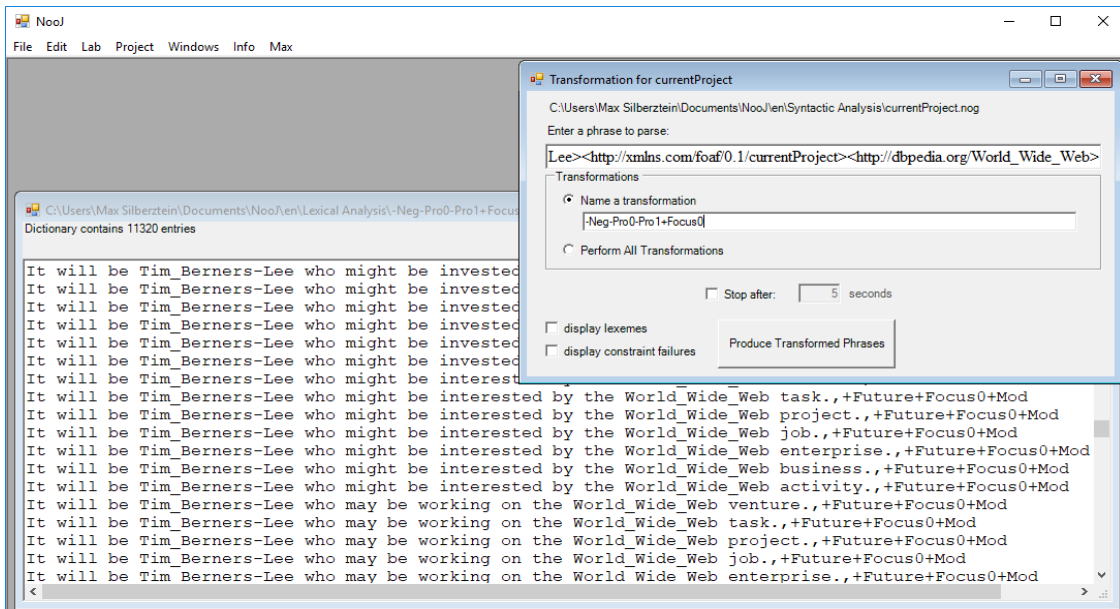 NooJ
File Edit Lab Project Windows Info Max
Transformation for currentProject
C:\Users\Max Silberztein\Documents\NooJ\en\Syntactic Analysis\currentProject.nog
Enter a phrase to parse:
Lee><http://xmlns.com/foaf/0.1/currentProject><http://dbpedia.org/World_Wide_Web>
Transformations
Name a transformation
-Neg-Pro0-Pro1+Focus0
Perform All Transformations
Stop after: 5 seconds
display lexemes
display constraint failures
Produce Transformed Phrases
C:\Users\Max Silberztein\Documents\NooJ\en\Lexical Analysis\-Neg-Pro0-Pro1+Focus
Dictionary contains 11320 entries
It will be Tim_Berners-Lee who might be invested
It will be Tim_Berners-Lee who might be invested
It will be Tim_Berners-Lee who might be invested
It will be Tim_Berners-Lee who might be invested
It will be Tim_Berners-Lee who might be invested
It will be Tim_Berners-Lee who might be invested
It will be Tim_Berners-Lee who might be interest
It will be Tim_Berners-Lee who might be interested by the World_Wide_Web task.,+Future+Focus0+Mod
It will be Tim_Berners-Lee who might be interested by the World_Wide_Web project.,+Future+Focus0+Mod
It will be Tim_Berners-Lee who might be interested by the World_Wide_Web job.,+Future+Focus0+Mod
It will be Tim_Berners-Lee who might be interested by the World_Wide_Web enterprise.,+Future+Focus0+Mod
It will be Tim_Berners-Lee who might be interested by the World_Wide_Web business.,+Future+Focus0+Mod
It will be Tim_Berners-Lee who might be interested by the World_Wide_Web activity.,+Future+Focus0+Mod
It will be Tim_Berners-Lee who may be working on the World_Wide_Web venture.,+Future+Focus0+Mod
It will be Tim_Berners-Lee who may be working on the World_Wide_Web task.,+Future+Focus0+Mod
It will be Tim_Berners-Lee who may be working on the World_Wide_Web project.,+Future+Focus0+Mod
It will be Tim_Berners-Lee who may be working on the World_Wide_Web job.,+Future+Focus0+Mod
It will be Tim_Berners-Lee who may be working on the World_Wide_Web enterprise.,+Future+Focus0+Mod